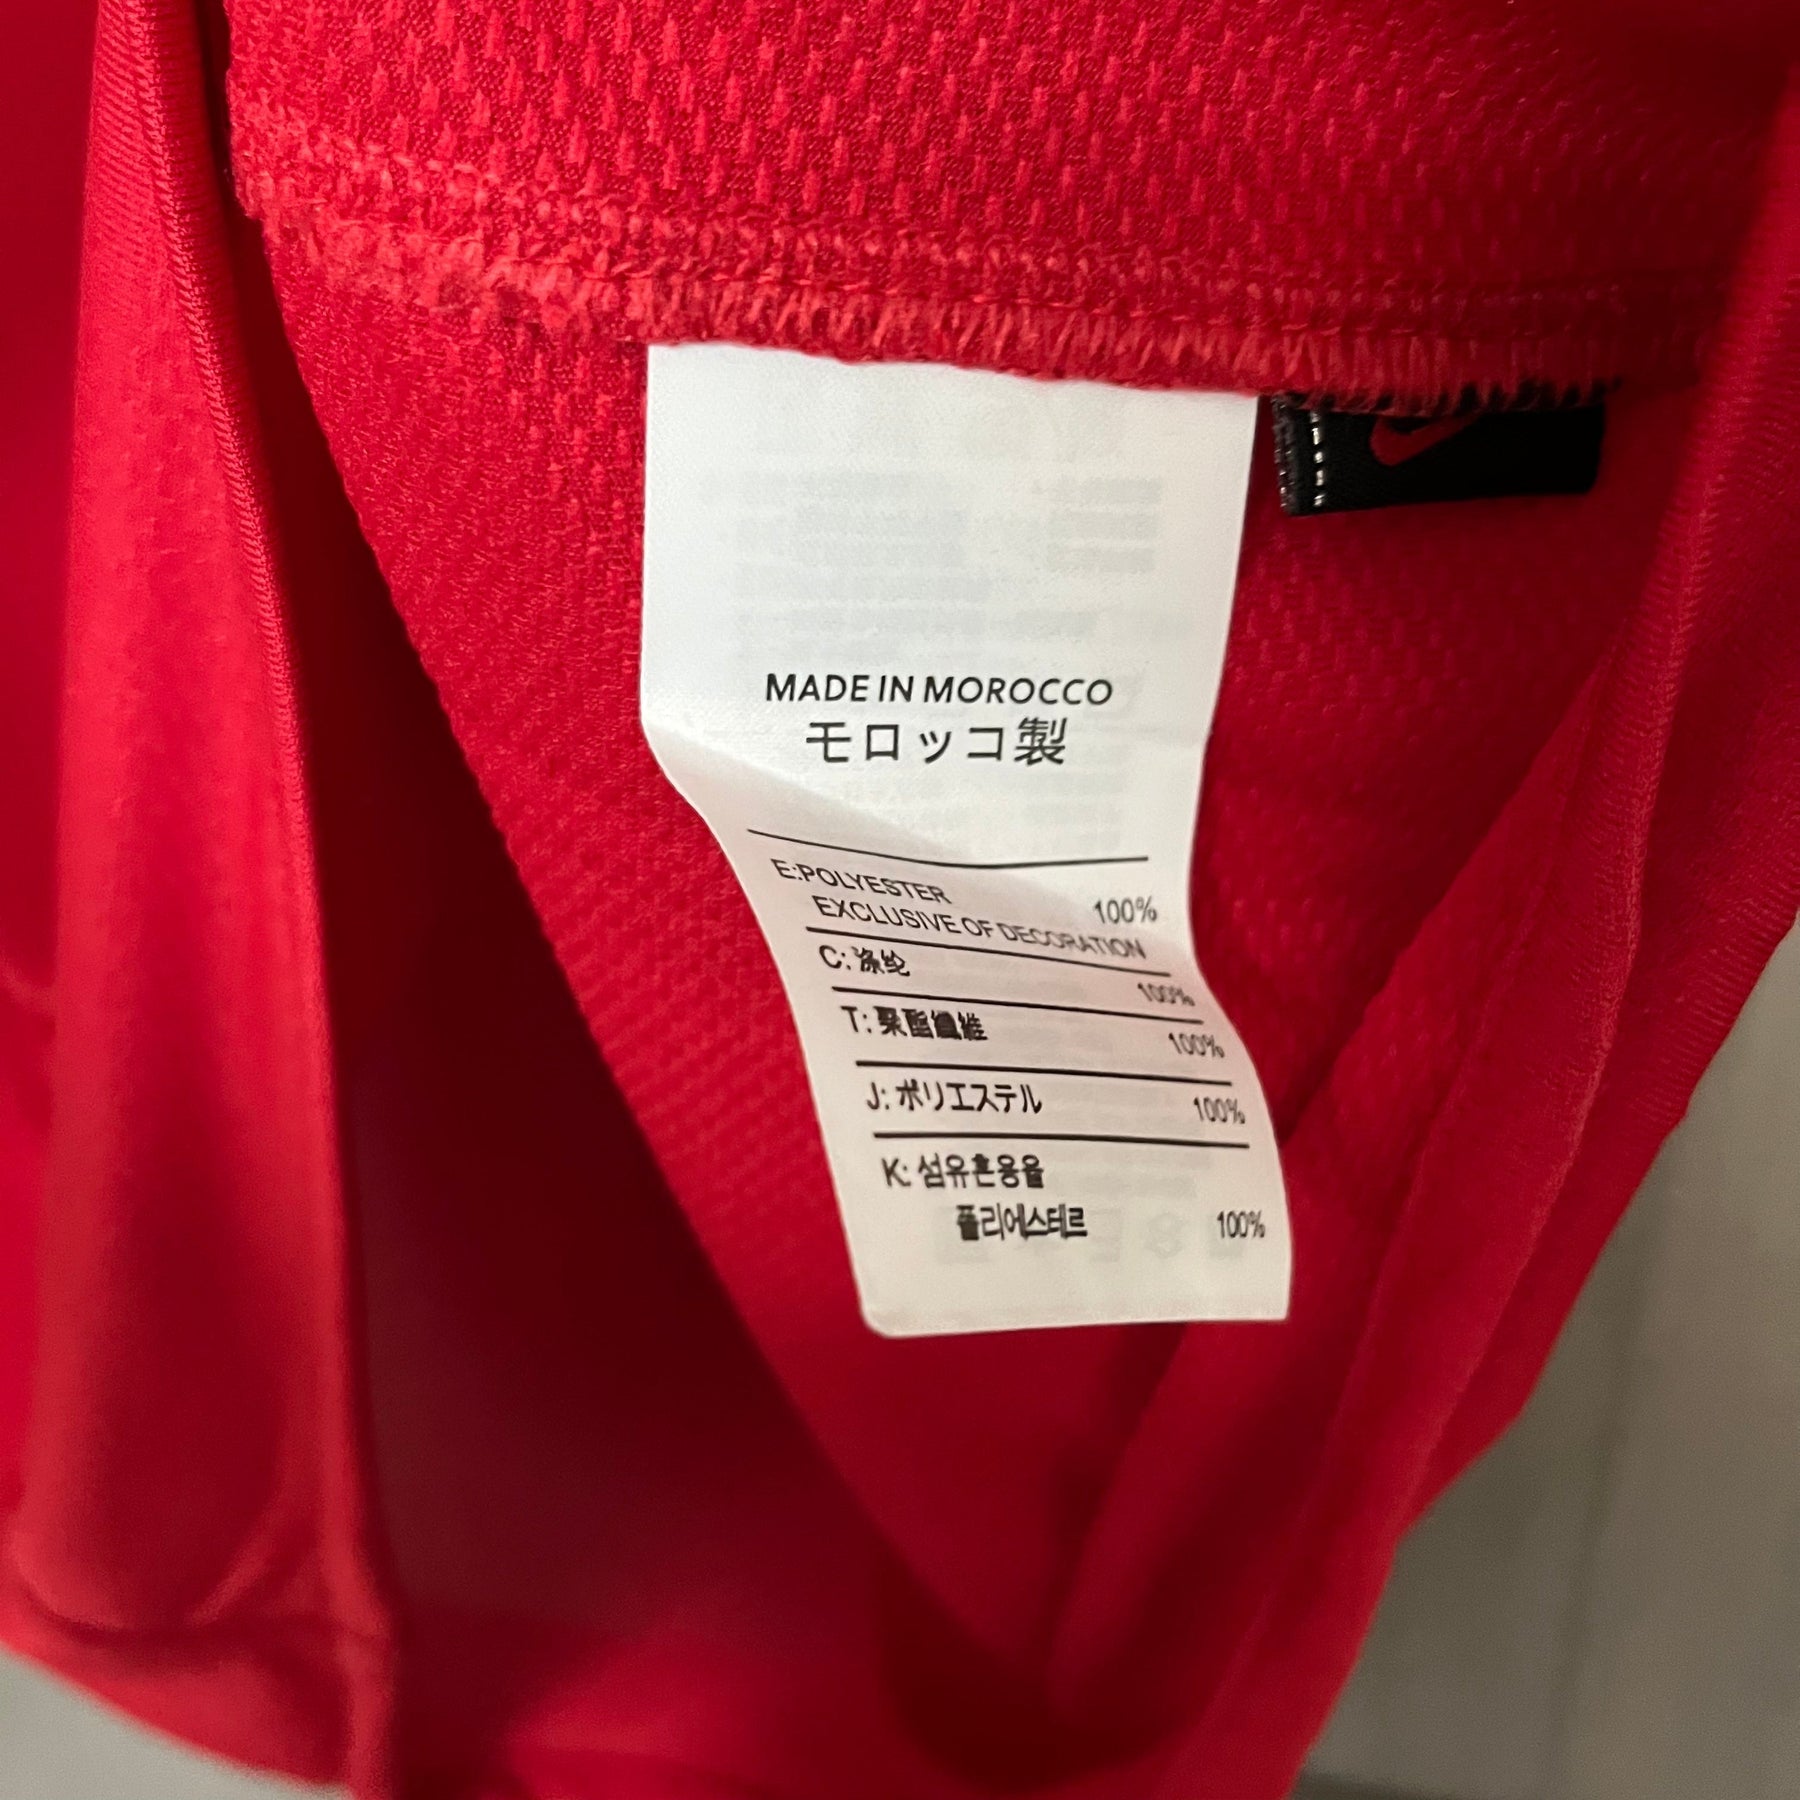 MADE IN MOROCCO
モロッコ製
E:POLYESTER 100%
EXCLUSIVE OF DECORATION
C: 涤纶 100%
T: 聚酯纖維 100%
J: ポリエステル 100%
K: 섬유혼용율
폴리에스테르 100%